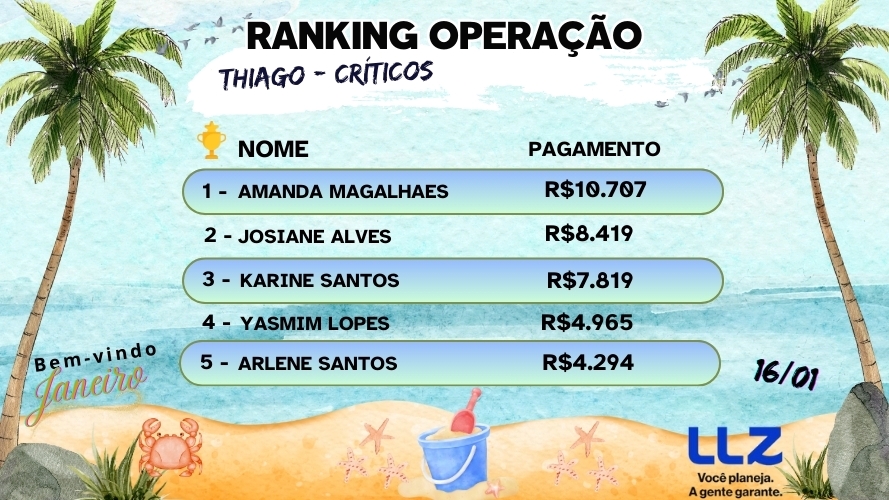 RANKING OPERAÇÃO
THIAGO - CRÍTICOS
NOME PAGAMENTO
1 - AMANDA MAGALHAES R$10.707
2 - JOSIANE ALVES R$8.419
3 - KARINE SANTOS R$7.819
4 - YASMIM LOPES R$4.965
5 - ARLENE SANTOS R$4.294
Bem-vindo
Janeiro
16/01
LLZ
Você planeja.
A gente garante.